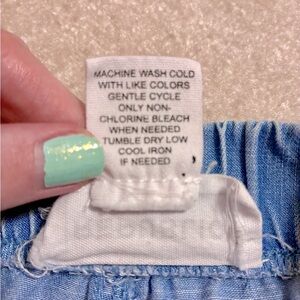 MACHINE WASH COLD
WITH LIKE COLORS
GENTLE CYCLE
ONLY NON-
CHLORINE BLEACH
WHEN NEEDED
TUMBLE DRY LOW
COOL IRON
IF NEEDED